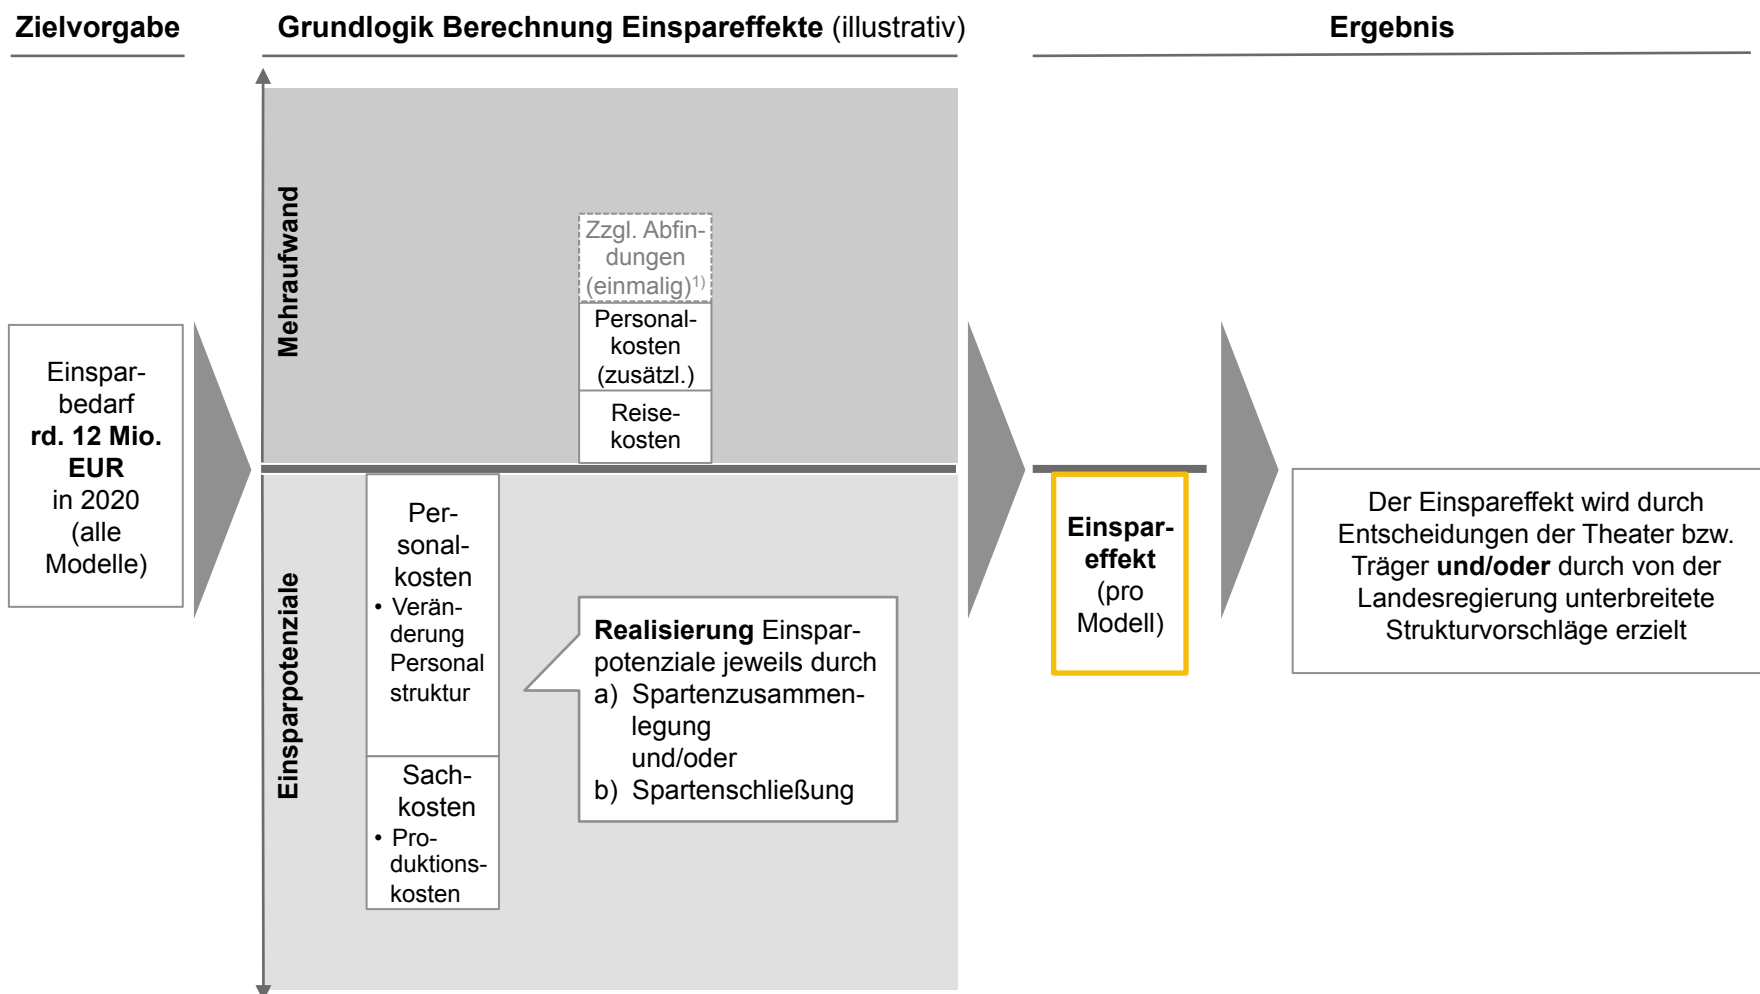 Zielvorgabe
Grundlogik Berechnung Einspareffekte (illustrativ)
Ergebnis
Einspar-
bedarf
rd. 12 Mio.
EUR
in 2020
(alle
Modelle)
Mehraufwand
Zzgl. Abfin-
dungen
(einmalig)1)
Personal-
kosten
(zusätzl.)
Reise-
kosten
Einsparpotenziale
Per-
sonal-
kosten
• Verän-
derung
Personal
struktur
Sach-
kosten
• Pro-
duktions-
kosten
Realisierung Einspar-
potenziale jeweils durch
a) Spartenzusammen-
legung
und/oder
b) Spartenschließung
Einspar-
effekt
(pro
Modell)
Der Einspareffekt wird durch
Entscheidungen der Theater bzw.
Träger und/oder durch von der
Landesregierung unterbreitete
Strukturvorschläge erzielt